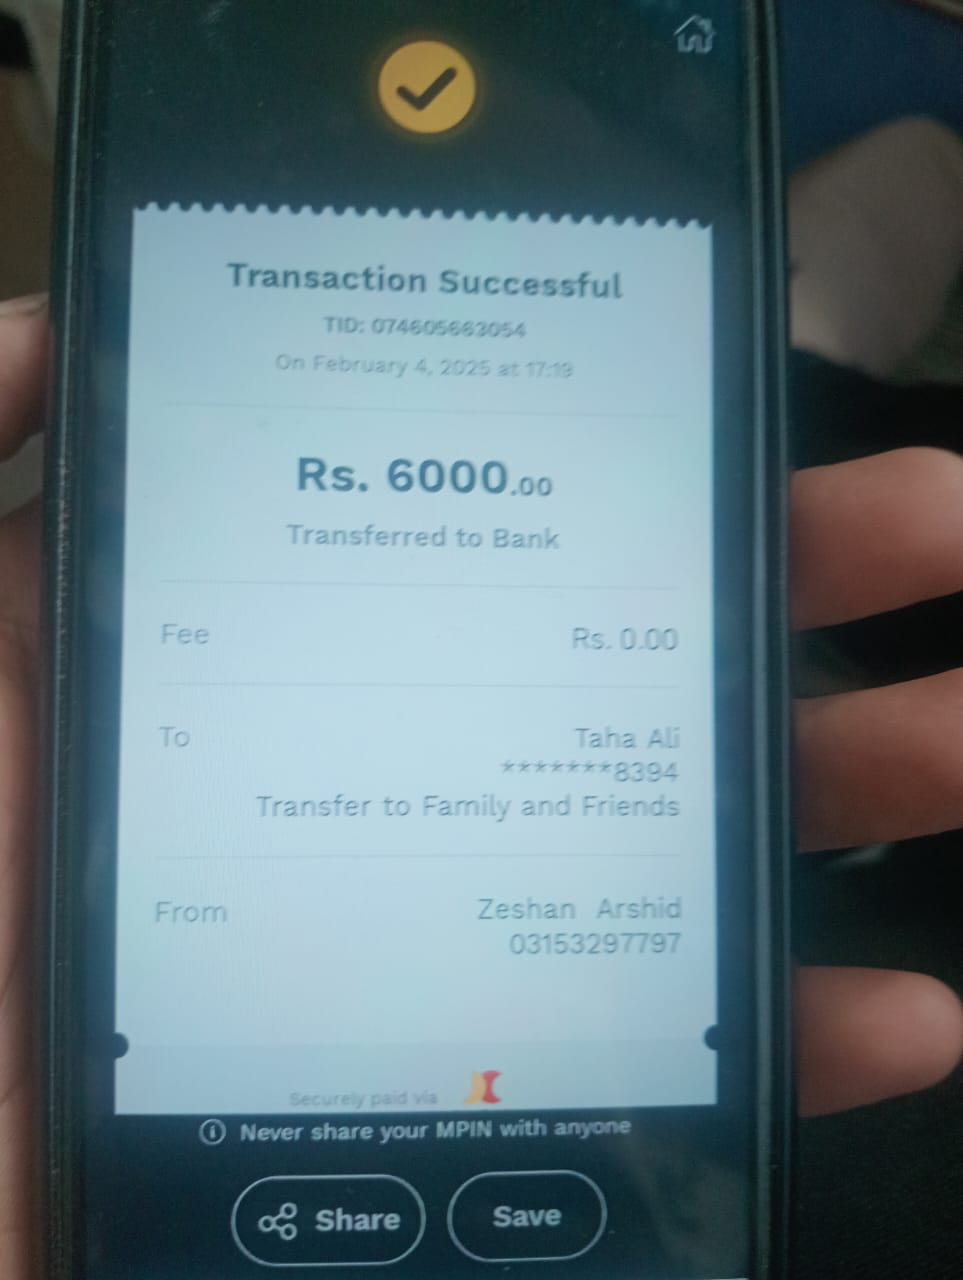 Transaction Successful
TID: 074605663054
On February 4, 2025 at 17:19
Rs. 6000.00
Transferred to Bank
Fee Rs. 0.00
To Taha Ali
*******8394
Transfer to Family and Friends
From Zeshan Arshid
03153297797
Securely paid via
Never share your MPIN with anyone
Share Save